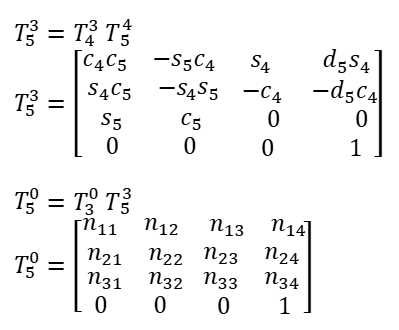 T_5^3 = T_4^3 T_5^4
T_5^3 = [ c_4c_5 −s_5c_4 s_4 d_5s_4
s_4c_5 −s_4s_5 −c_4 −d_5c_4
s_5 c_5 0 0
0 0 0 1 ]
T_5^0 = T_3^0 T_5^3
T_5^0 = [ n_11 n_12 n_13 n_14
n_21 n_22 n_23 n_24
n_31 n_32 n_33 n_34
0 0 0 1 ]